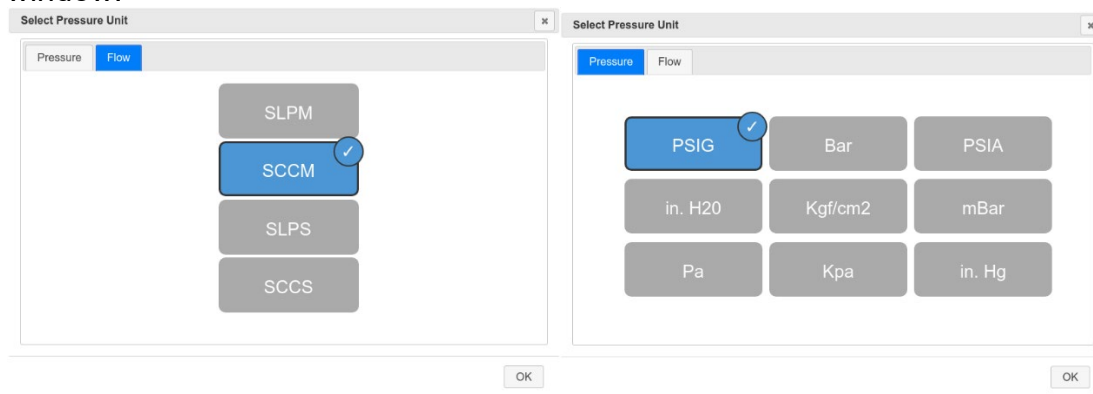 Select Pressure Unit
Pressure Flow
SLPM
SCCM
SLPS
SCCS
OK
Select Pressure Unit
Pressure Flow
PSIG Bar PSIA
in. H20 Kgf/cm2 mBar
Pa Kpa in. Hg
OK